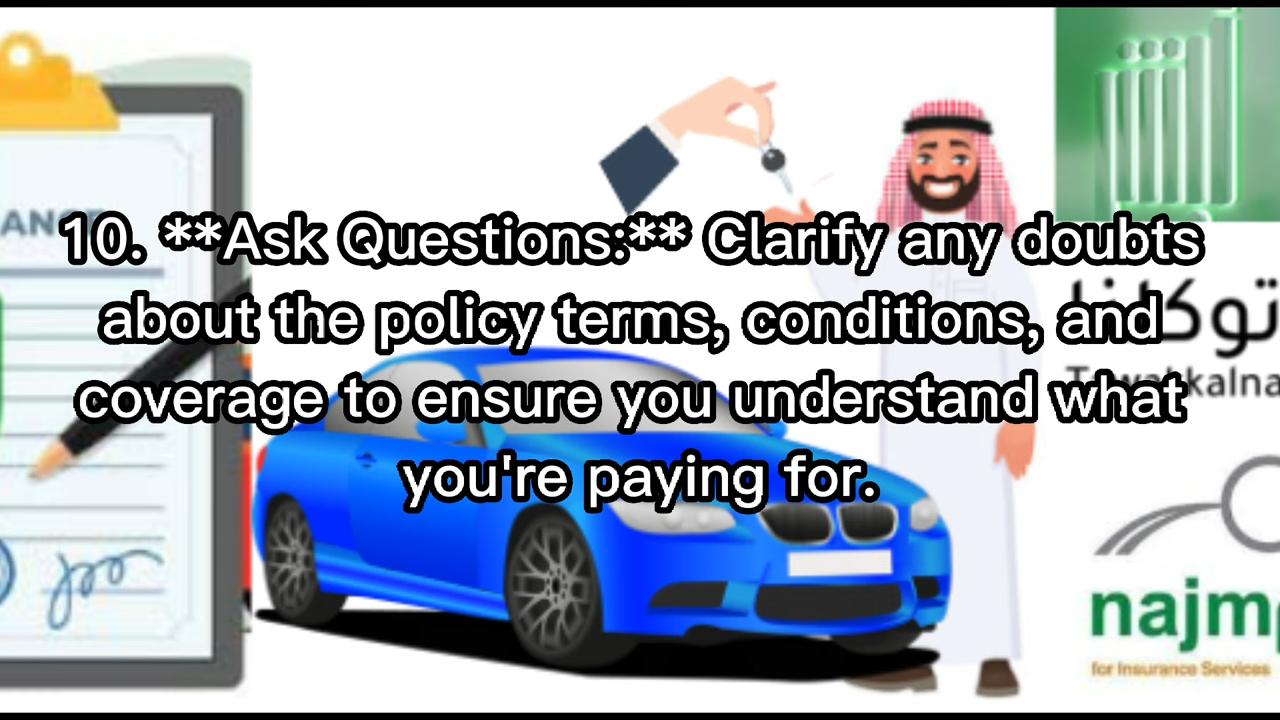 10. **Ask Questions:** Clarify any doubts
about the policy terms, conditions, and
coverage to ensure you understand what
you're paying for.
توكلنا
najm
for Insurance Services